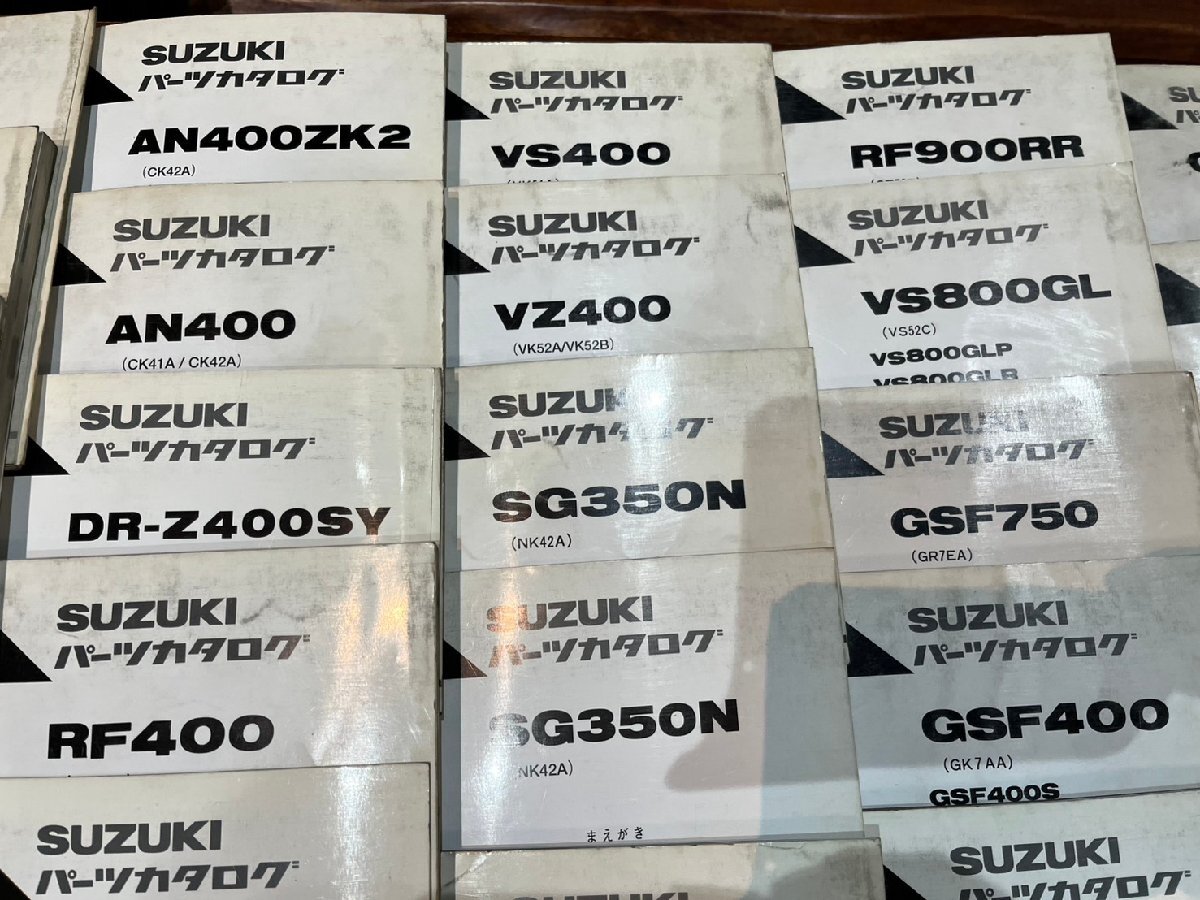 SUZUKI
パーツカタログ
AN400ZK2
(CK42A)
SUZUKI
パーツカタログ
AN400
(CK41A / CK42A)
SUZUKI
パーツカタログ
DR-Z400SY
SUZUKI
パーツカタログ
RF400
SUZUKI
パーツカタログ
SUZUKI
パーツカタログ
VS400
SUZUKI
パーツカタログ
VZ400
(VK52A/VK52B)
SUZUKI
パーツカタログ
SG350N
(NK42A)
SUZUKI
パーツカタログ
SG350N
(NK42A)
まえがき
SUZUKI
SUZUKI
パーツカタログ
RF900RR
SUZUKI
パーツカタログ
VS800GL
(VS52C)
VS800GLP
VS800GLR
SUZUKI
パーツカタログ
GSF750
(GR7EA)
SUZUKI
パーツカタログ
GSF400
(GK7AA)
GSF400S
SUZUKI
パーツカタログ